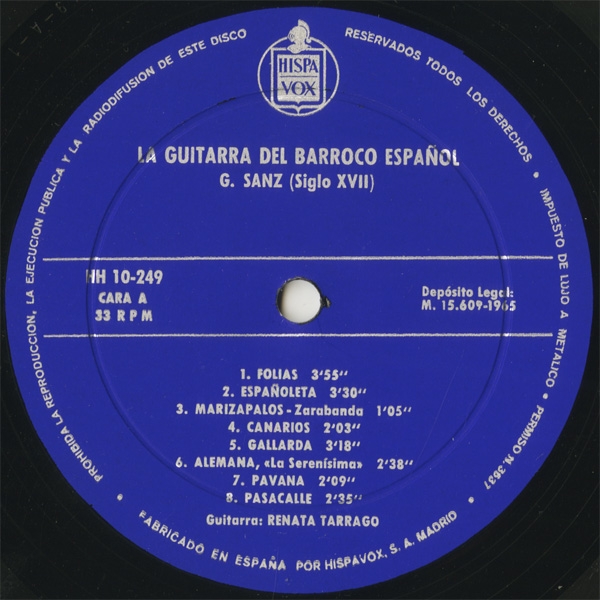 RESERVADOS TODOS LOS DERECHOS • IMPUESTO DE LUJO A METALICO • PERMISO N. 3637
HISPA
VOX
LA GUITARRA DEL BARROCO ESPAÑOL
G. SANZ (Siglo XVII)
HH 10-249
CARA A
33 R P M
Depósito Legal:
M. 15.609-1965
1. FOLIAS 3'55''
2. ESPAÑOLETA 3'30''
3. MARIZAPALOS - Zarabanda 1'05''
4. CANARIOS 2'03''
5. GALLARDA 3'18''
6. ALEMANA, «La Serenísima» 2'38''
7. PAVANA 2'09''
8. PASACALLE 2'35''
Guitarra: RENATA TARRAGO
• FABRICADO EN ESPAÑA POR HISPAVOX, S. A. MADRID •
PROHIBIDA LA REPRODUCCION, LA EJECUCION PUBLICA Y LA RADIODIFUSION DE ESTE DISCO